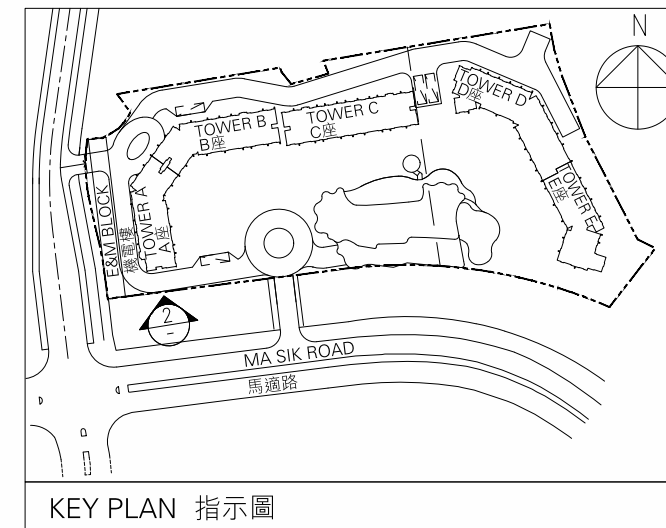 N
TOWER B
B座
TOWER C
C座
TOWER D
D座
TOWER E
E座
TOWER A
A座
E&M BLOCK
機電樓
2
-
MA SIK ROAD
馬適路
KEY PLAN 指示圖